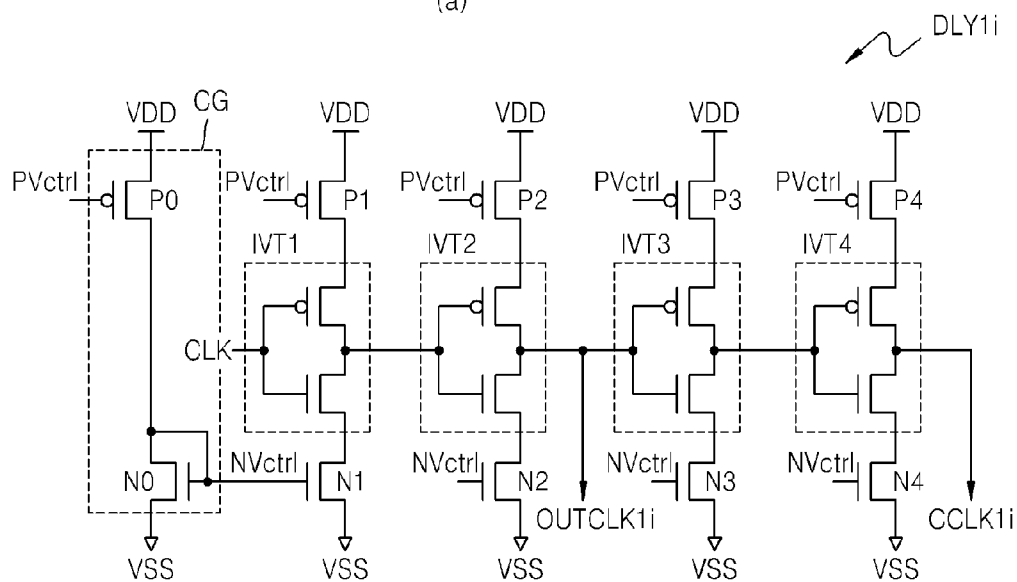 (a)
DLY1i
CG
VDD VDD VDD VDD VDD
PVctrl P0 PVctrl P1 PVctrl P2 PVctrl P3 PVctrl P4
IVT1 IVT2 IVT3 IVT4
CLK
N0 NVctrl N1 NVctrl N2 NVctrl N3 NVctrl N4
OUTCLK1i CCLK1i
VSS VSS VSS VSS VSS